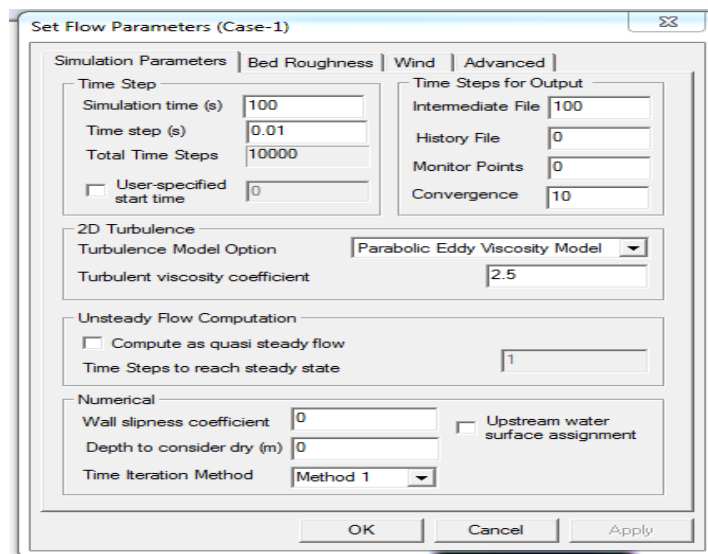 Set Flow Parameters (Case-1)
Simulation Parameters Bed Roughness Wind Advanced
Time Step
Simulation time (s) 100
Time step (s) 0.01
Total Time Steps 10000
User-specified
start time 0
Time Steps for Output
Intermediate File 100
History File 0
Monitor Points 0
Convergence 10
2D Turbulence
Turbulence Model Option Parabolic Eddy Viscosity Model
Turbulent viscosity coefficient 2.5
Unsteady Flow Computation
Compute as quasi steady flow
Time Steps to reach steady state 1
Numerical
Wall slipness coefficient 0
Depth to consider dry (m) 0
Time Iteration Method Method 1
Upstream water
surface assignment
OK Cancel Apply